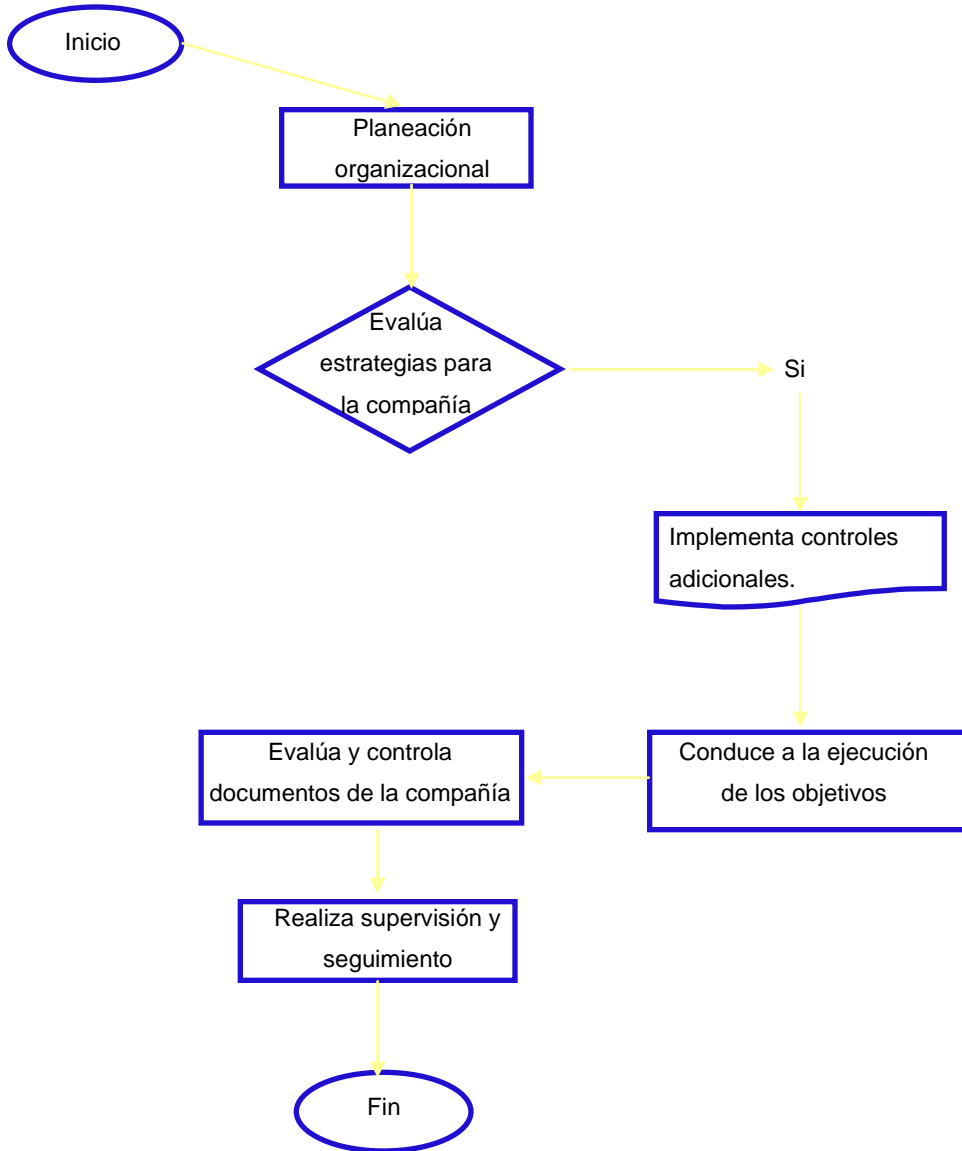 Inicio
Planeación
organizacional
Evalúa
estrategias para
la compañía
Si
Implementa controles
adicionales.
Conduce a la ejecución
de los objetivos
Evalúa y controla
documentos de la compañía
Realiza supervisión y
seguimiento
Fin